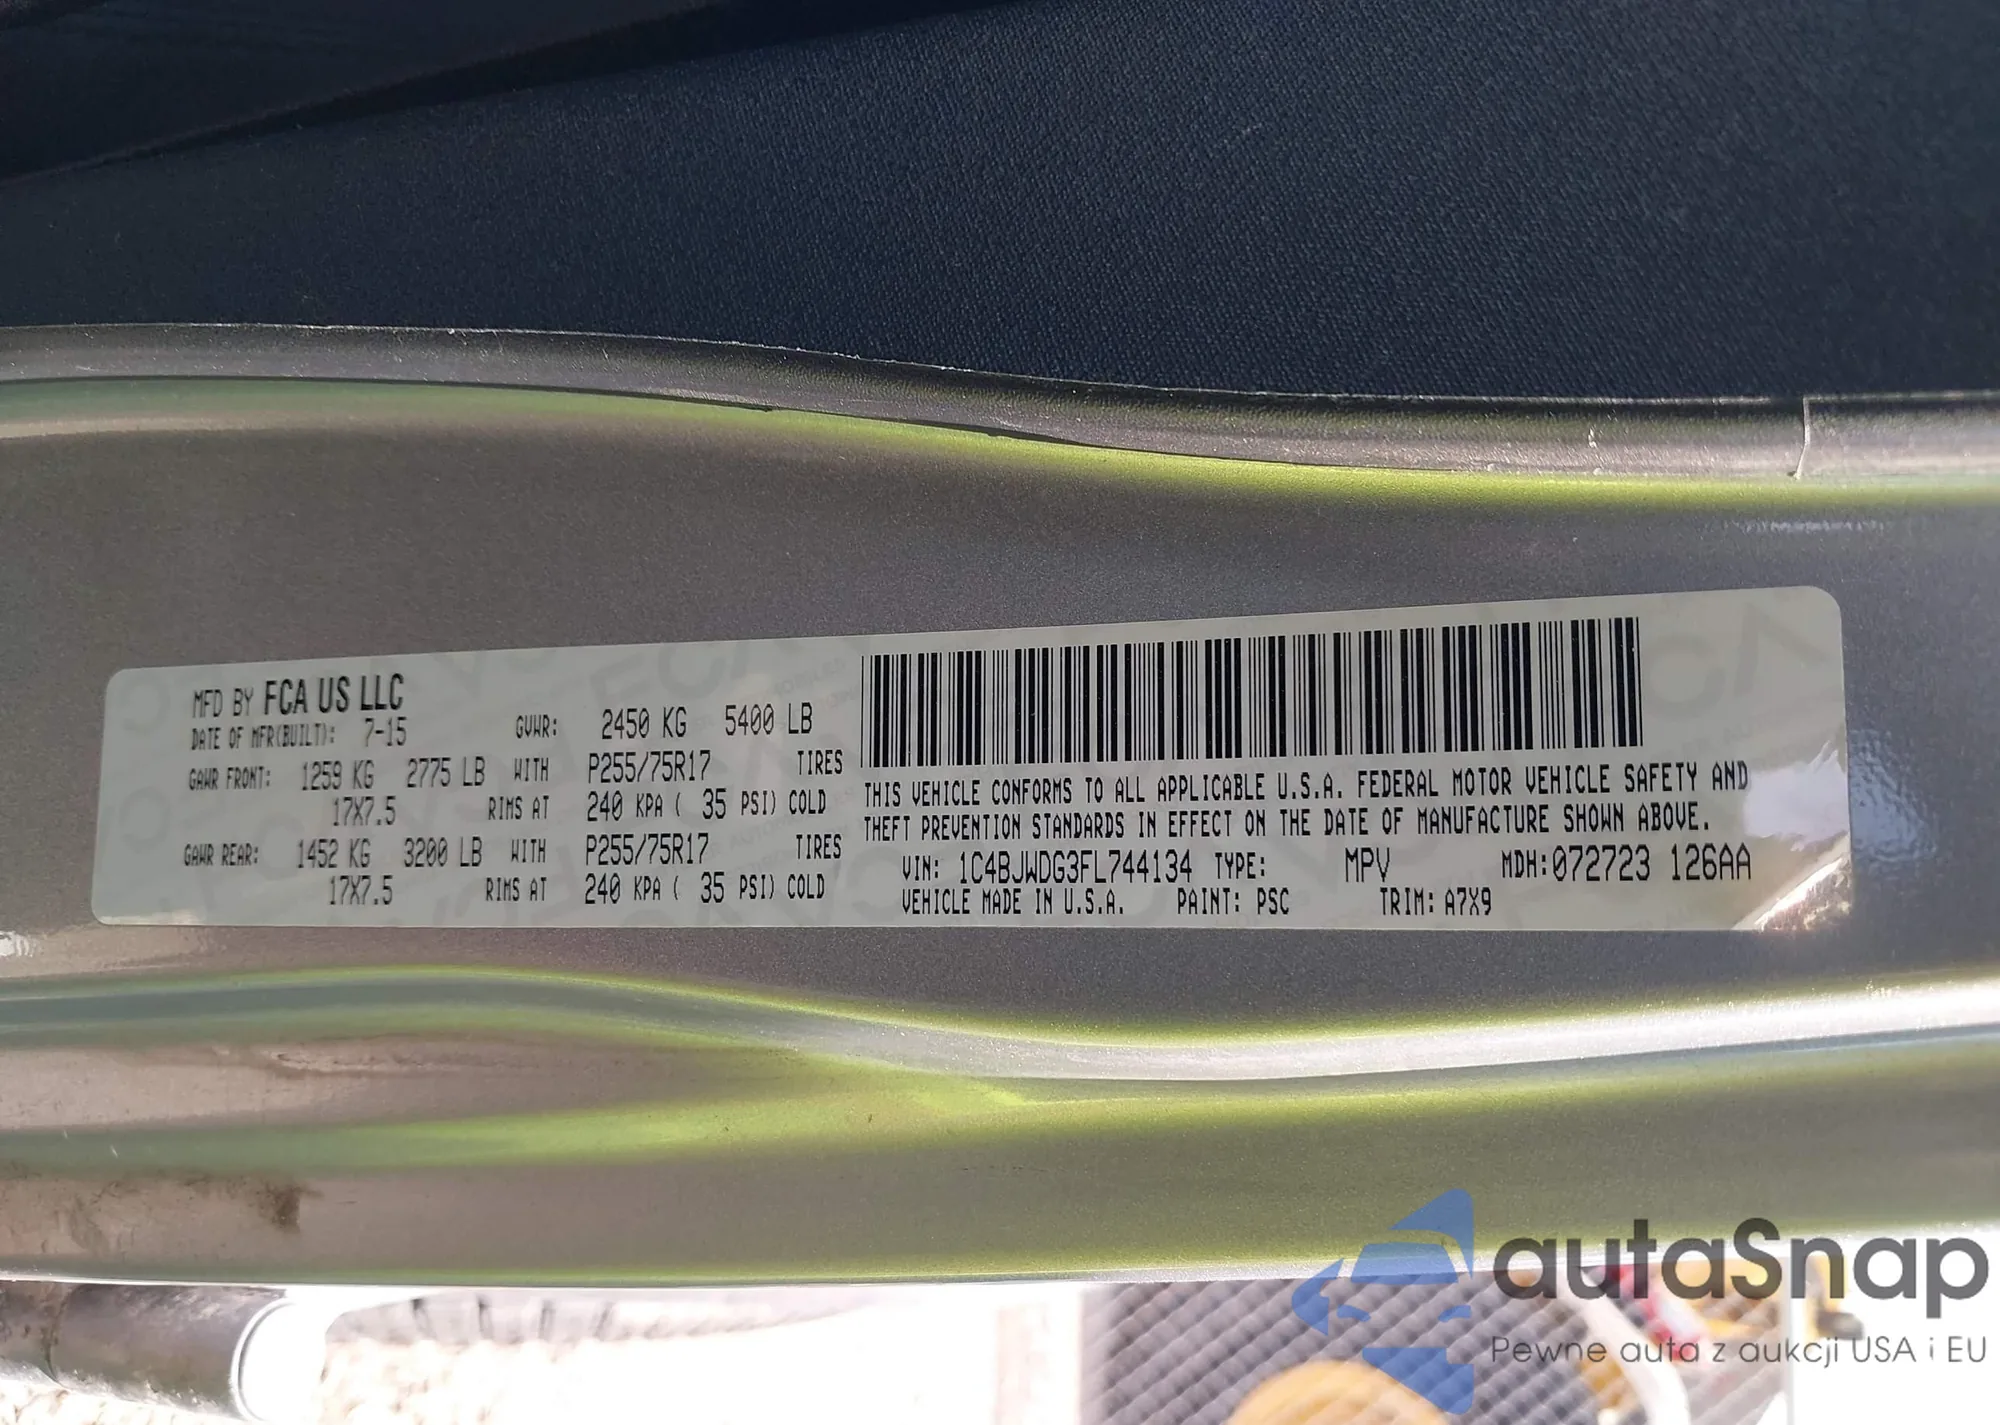 MFD BY FCA US LLC
DATE OF MFR(BUILT): 7-15 GVWR: 2450 KG 5400 LB
GAWR FRONT: 1259 KG 2775 LB WITH P255/75R17 TIRES
17X7.5 RIMS AT 240 KPA ( 35 PSI) COLD
GAWR REAR: 1452 KG 3200 LB WITH P255/75R17 TIRES
17X7.5 RIMS AT 240 KPA ( 35 PSI) COLD
THIS VEHICLE CONFORMS TO ALL APPLICABLE U.S.A. FEDERAL MOTOR VEHICLE SAFETY AND
THEFT PREVENTION STANDARDS IN EFFECT ON THE DATE OF MANUFACTURE SHOWN ABOVE.
VIN: 1C4BJWDG3FL744134 TYPE: MPV MDH:072723 126AA
VEHICLE MADE IN U.S.A. PAINT: PSC TRIM: A7X9
autaSnap
Pewne auta z aukcji USA i EU